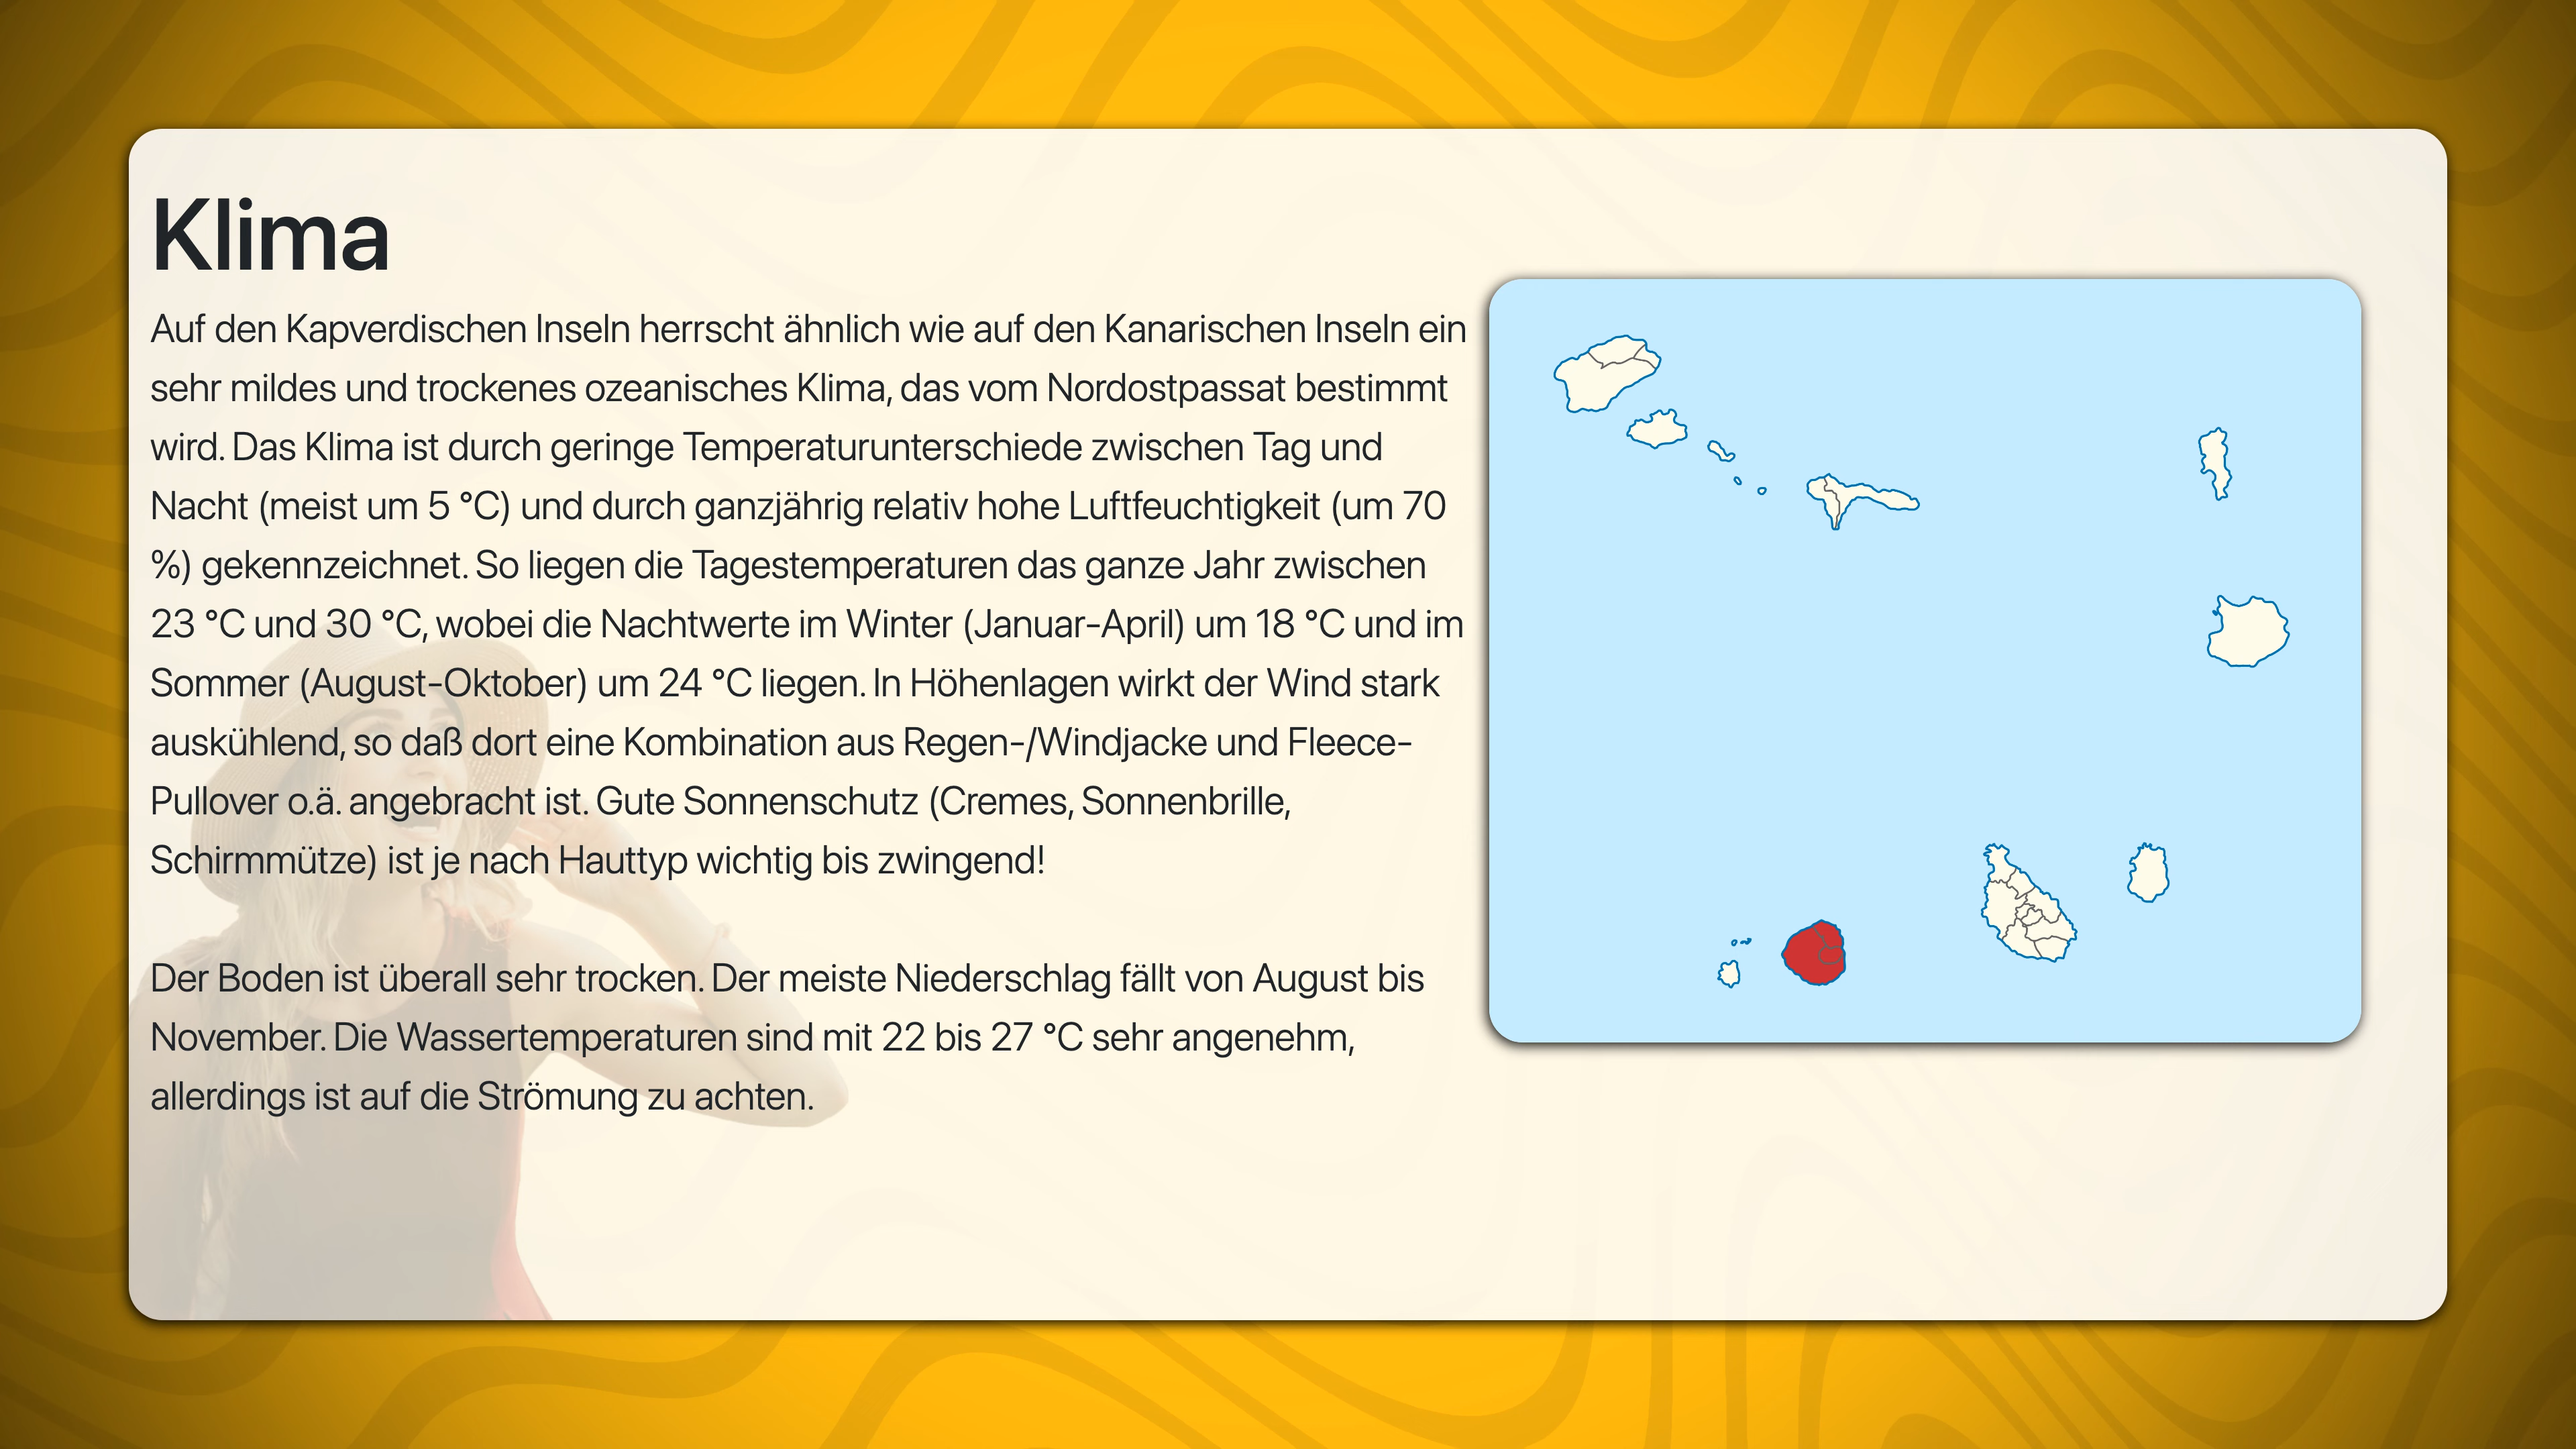 Klima
Auf den Kapverdischen Inseln herrscht ähnlich wie auf den Kanarischen Inseln ein
sehr mildes und trockenes ozeanisches Klima, das vom Nordostpassat bestimmt
wird. Das Klima ist durch geringe Temperaturunterschiede zwischen Tag und
Nacht (meist um 5 °C) und durch ganzjährig relativ hohe Luftfeuchtigkeit (um 70
%) gekennzeichnet. So liegen die Tagestemperaturen das ganze Jahr zwischen
23 °C und 30 °C, wobei die Nachtwerte im Winter (Januar-April) um 18 °C und im
Sommer (August-Oktober) um 24 °C liegen. In Höhenlagen wirkt der Wind stark
auskühlend, so daß dort eine Kombination aus Regen-/Windjacke und Fleece-
Pullover o.ä. angebracht ist. Gute Sonnenschutz (Cremes, Sonnenbrille,
Schirmmütze) ist je nach Hauttyp wichtig bis zwingend!
Der Boden ist überall sehr trocken. Der meiste Niederschlag fällt von August bis
November. Die Wassertemperaturen sind mit 22 bis 27 °C sehr angenehm,
allerdings ist auf die Strömung zu achten.